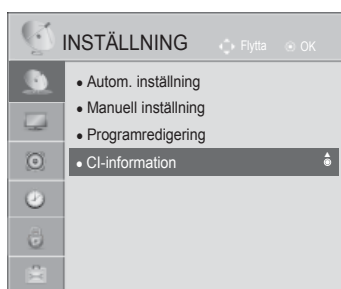 INSTÄLLNING
Flytta OK
• Autom. inställning
• Manuell inställning
• Programredigering
• CI-information